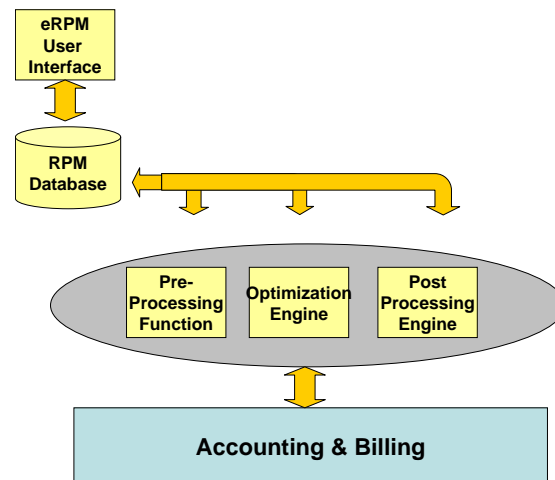 eRPM
User
Interface
RPM
Database
Pre-
Processing
Function
Optimization
Engine
Post
Processing
Engine
Accounting & Billing